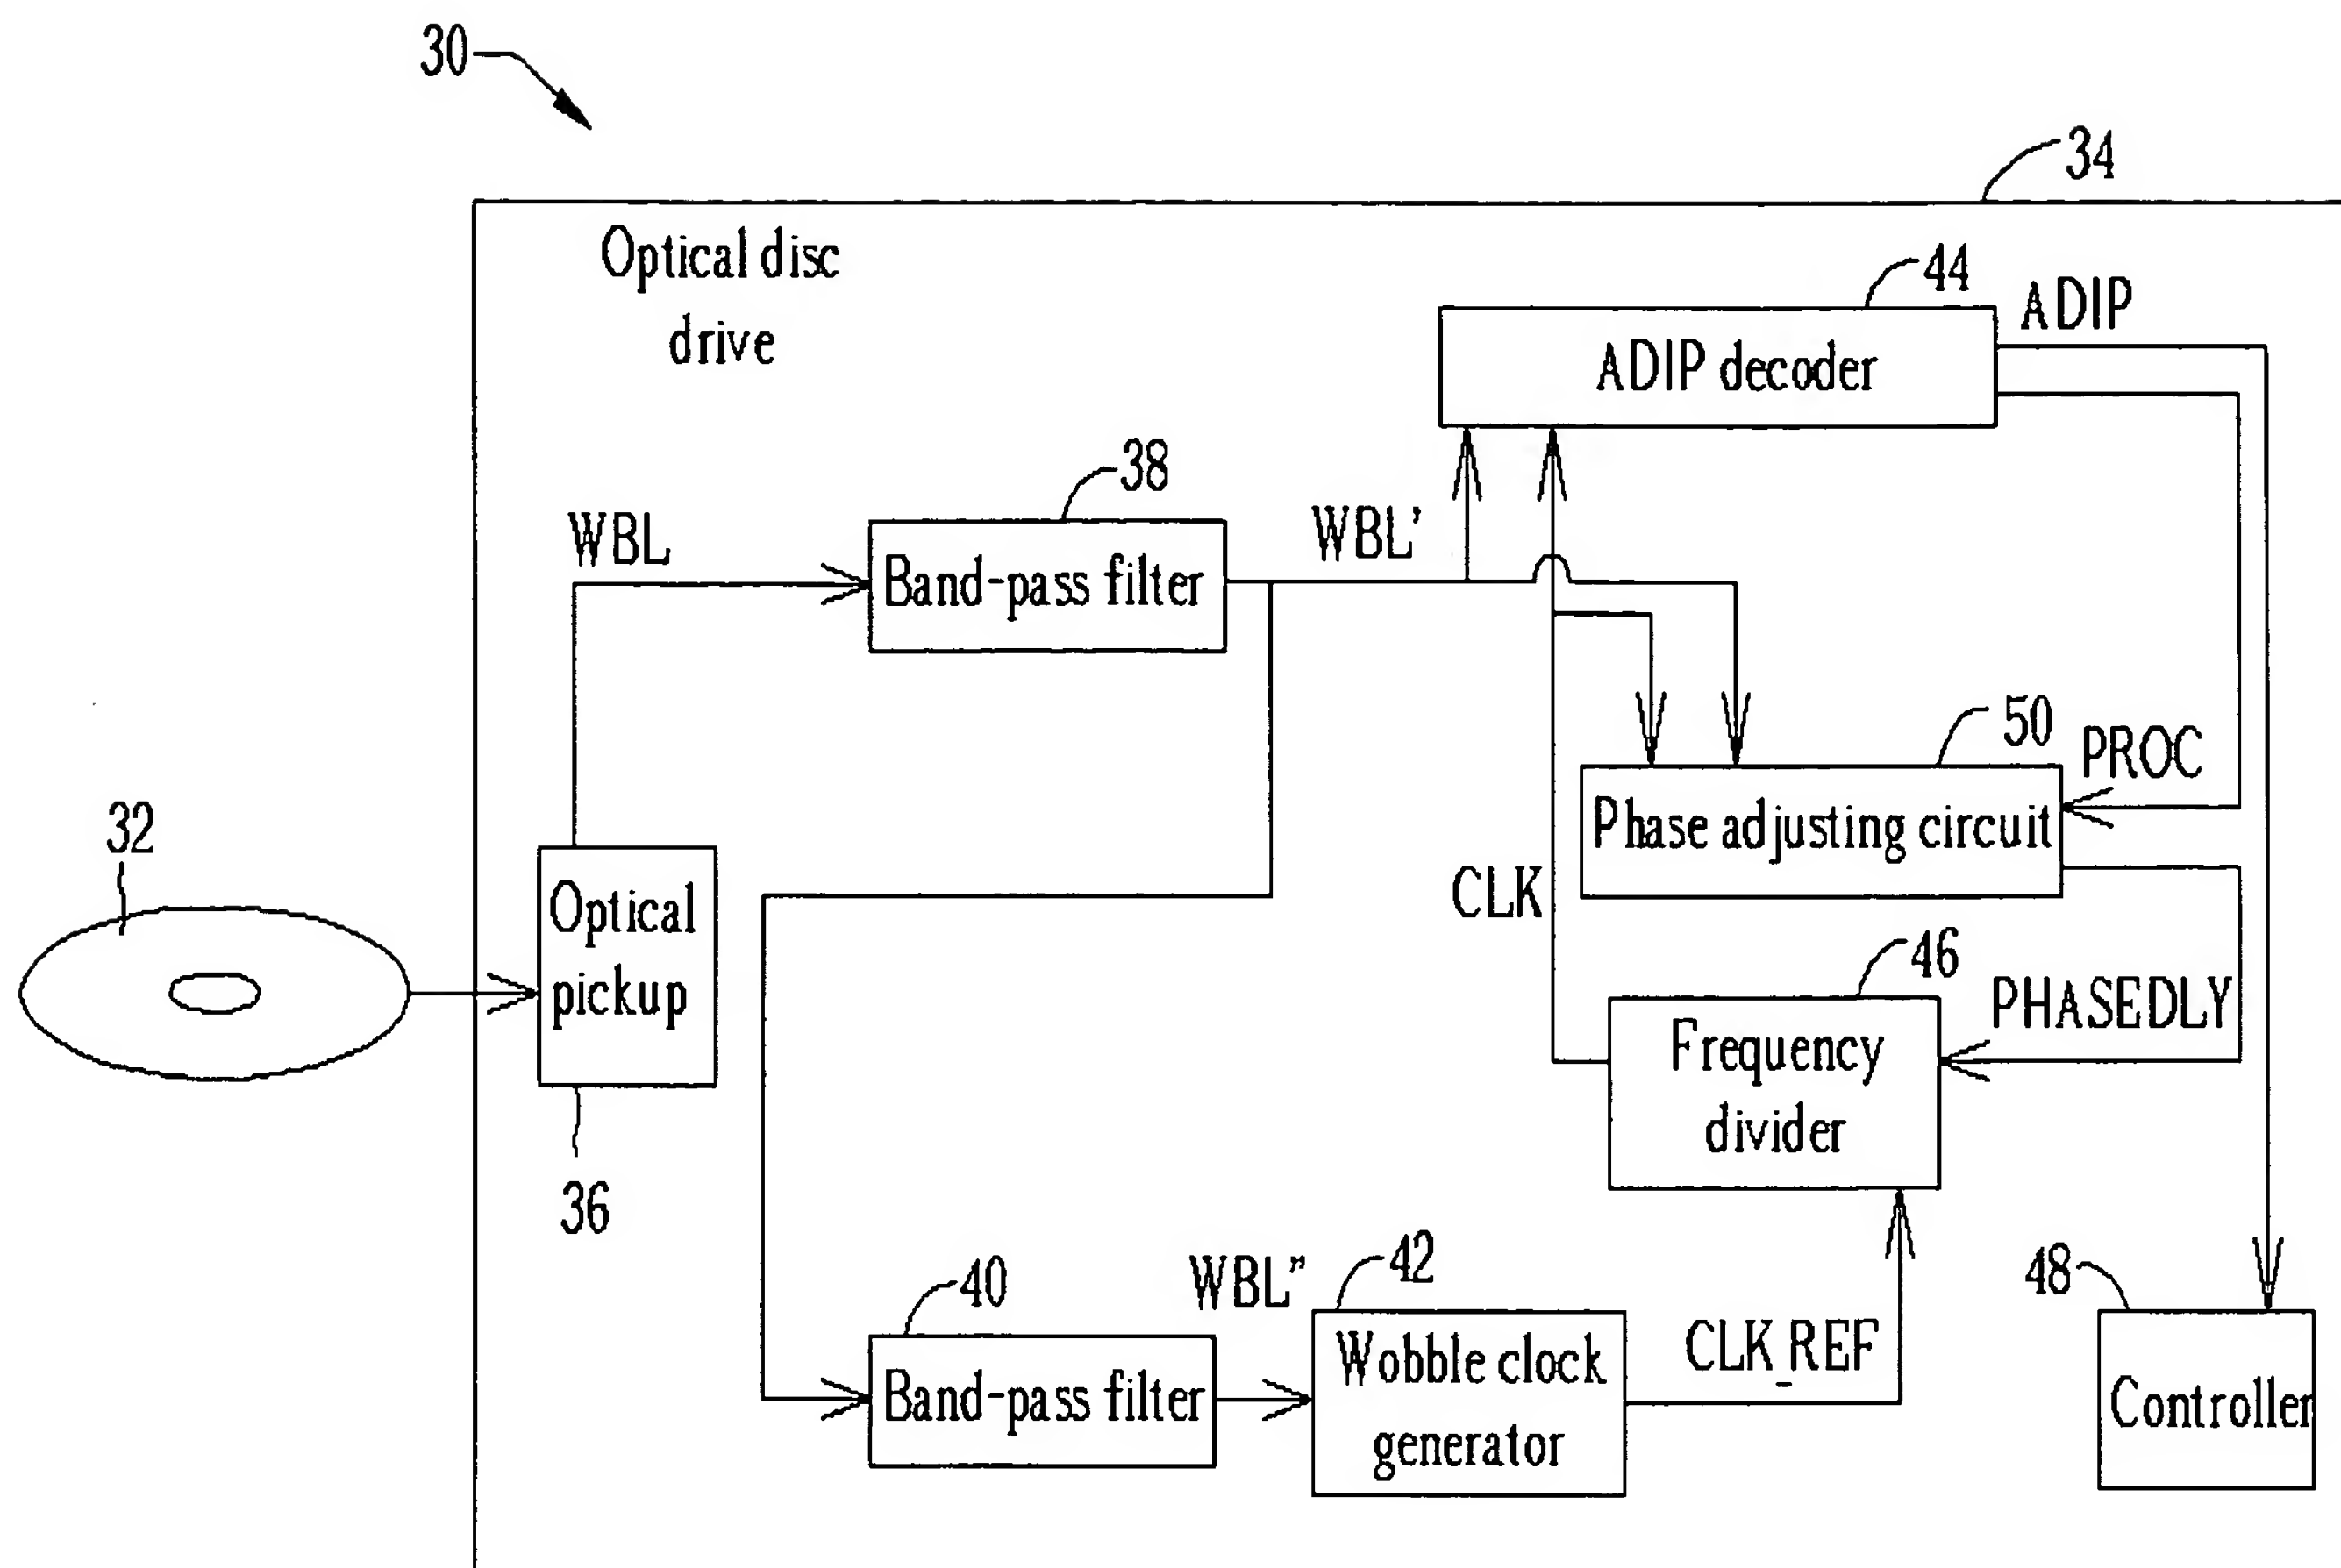 30
34
Optical disc
drive
44
ADIP
ADIP decoder
38
WBL
WBL'
Band-pass filter
50
PROC
Phase adjusting circuit
32
CLK
Optical
pickup
46
PHASEDLY
Frequency
divider
36
40
WBL"
42
48
CLK_REF
Band-pass filter
Wobble clock
generator
Controller